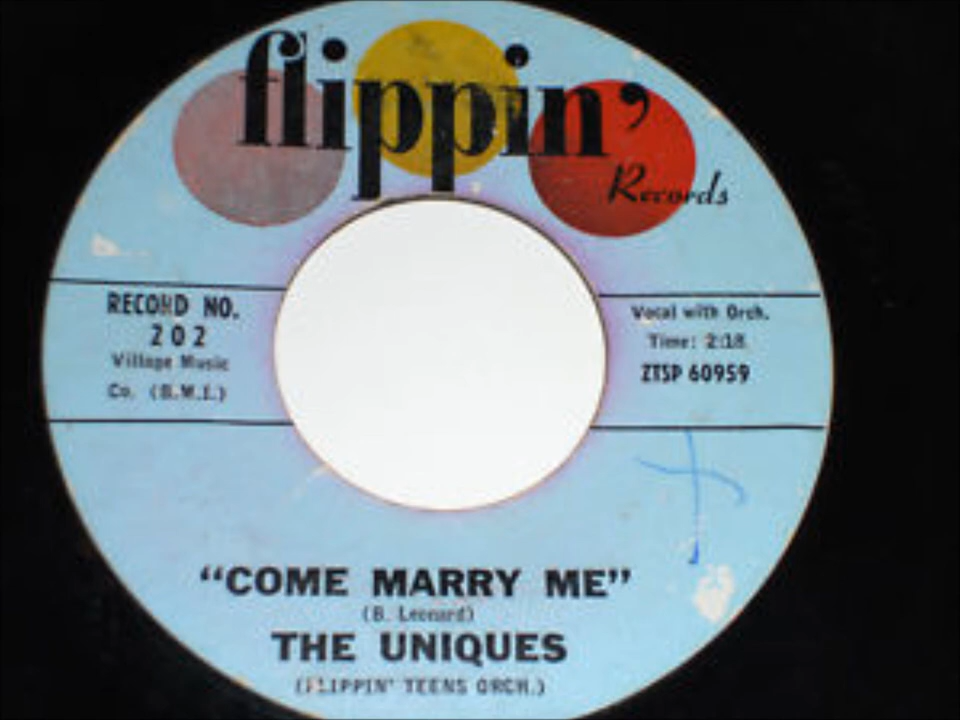 flippin'
Records
RECORD NO.
202
Village Music
Co. (B.M.I.)
Vocal with Orch.
Time: 2:18
ZTSP 60959
"COME MARRY ME"
(B. Leonard)
THE UNIQUES
(FLIPPIN' TEENS ORCH.)